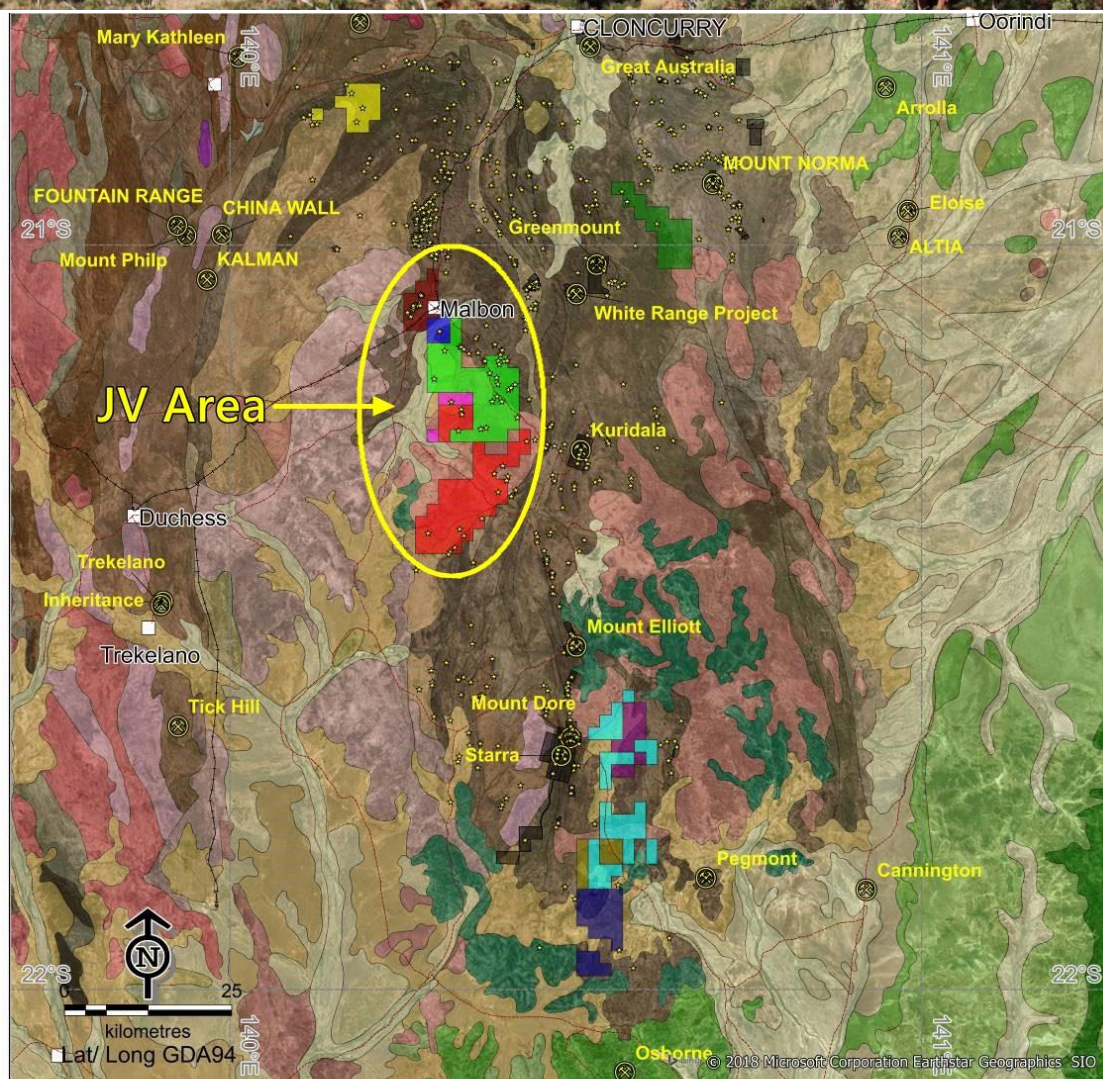 Mary Kathleen
140°E
CLONCURRY
Oorindi
141°E
Great Australia
Arrolla
MOUNT NORMA
FOUNTAIN RANGE
CHINA WALL
Eloise
21°S
Greenmount
21°S
ALTIA
Mount Philp
KALMAN
Malbon
White Range Project
JV Area
Kuridala
Duchess
Trekelano
Inheritance
Trekelano
Mount Elliott
Tick Hill
Mount Dore
Starra
Pegmont
Cannington
N
22°S
22°S
0
25
kilometres
Lat/ Long GDA94
140°E
141°E
Osborne
© 2018 Microsoft Corporation Earthstar Geographics SIO